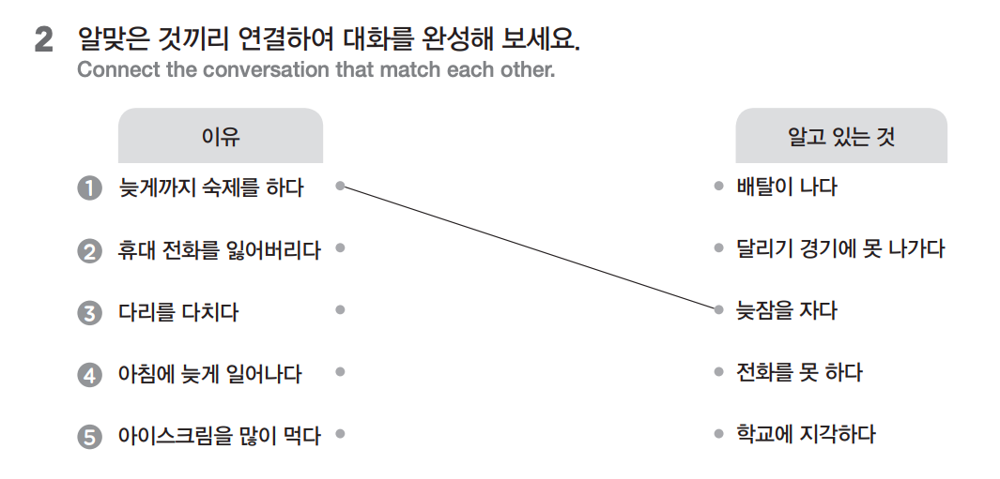 2 알맞은 것끼리 연결하여 대화를 완성해 보세요.
Connect the conversation that match each other.
이유 알고 있는 것
1 늦게까지 숙제를 하다 배탈이 나다
2 휴대 전화를 잃어버리다 달리기 경기에 못 나가다
3 다리를 다치다 늦잠을 자다
4 아침에 늦게 일어나다 전화를 못 하다
5 아이스크림을 많이 먹다 학교에 지각하다